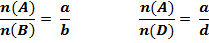 n(A)/n(B) = a/b    n(A)/n(D) = a/d